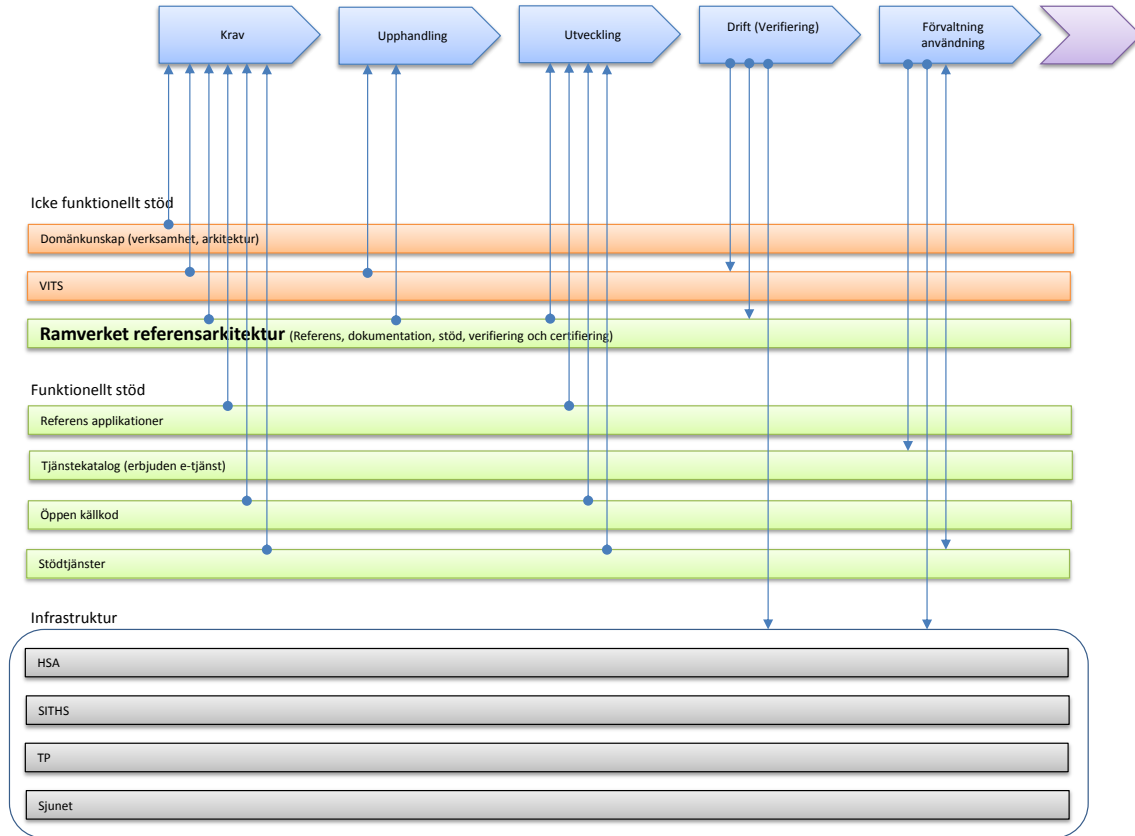 Krav
Upphandling
Utveckling
Drift (Verifiering)
Förvaltning
användning
Icke funktionellt stöd
Domänkunskap (verksamhet, arkitektur)
VITS
Ramverket referensarkitektur (Referens, dokumentation, stöd, verifiering och certifiering)
Funktionellt stöd
Referens applikationer
Tjänstekatalog (erbjuden e-tjänst)
Öppen källkod
Stödtjänster
Infrastruktur
HSA
SITHS
TP
Sjunet